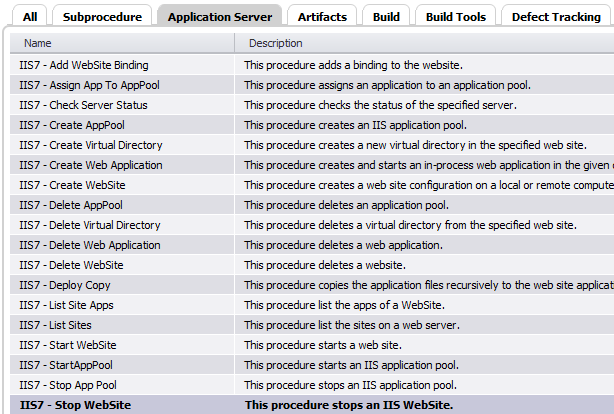 All Subprocedure Application Server Artifacts Build Build Tools Defect Tracking
Name Description
IIS7 - Add WebSite Binding This procedure adds a binding to the website.
IIS7 - Assign App To AppPool This procedure assigns an application to an application pool.
IIS7 - Check Server Status This procedure checks the status of the specified server.
IIS7 - Create AppPool This procedure creates an IIS application pool.
IIS7 - Create Virtual Directory This procedure creates a new virtual directory in the specified web site.
IIS7 - Create Web Application This procedure creates and starts an in-process web application in the given
IIS7 - Create WebSite This procedure creates a web site configuration on a local or remote compute
IIS7 - Delete AppPool This procedure deletes an application pool.
IIS7 - Delete Virtual Directory This procedure deletes a virtual directory from the specified web site.
IIS7 - Delete Web Application This procedure deletes a web application.
IIS7 - Delete WebSite This procedure deletes a website.
IIS7 - Deploy Copy This procedure copies the application files recursively to the web site applicat
IIS7 - List Site Apps This procedure list the apps of a WebSite.
IIS7 - List Sites This procedure list the sites on a web server.
IIS7 - Start WebSite This procedure starts a web site.
IIS7 - StartAppPool This procedure starts an IIS application pool.
IIS7 - Stop App Pool This procedure stops an IIS application pool.
IIS7 - Stop WebSite This procedure stops an IIS WebSite.